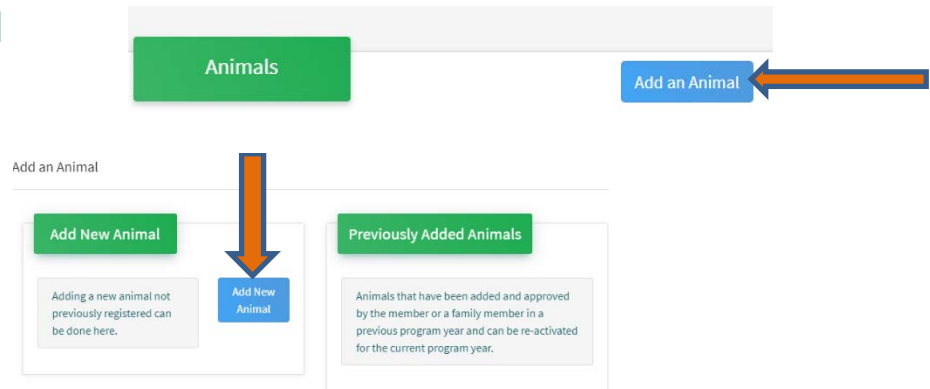 Animals
Add an Animal
Add an Animal
Add New Animal
Adding a new animal not
previously registered can
be done here.
Add New
Animal
Previously Added Animals
Animals that have been added and approved
by the member or a family member in a
previous program year and can be re-activated
for the current program year.